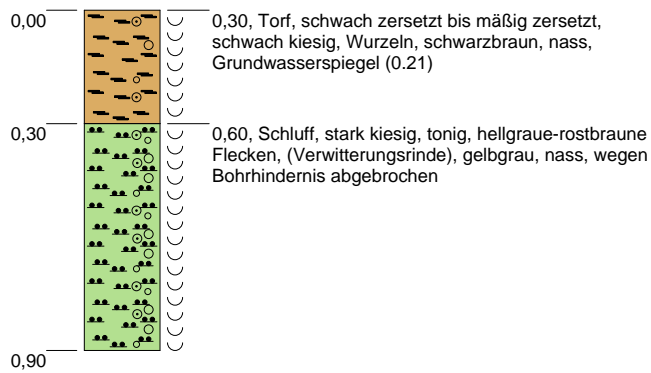 0,00
0,30, Torf, schwach zersetzt bis mäßig zersetzt,
schwach kiesig, Wurzeln, schwarzbraun, nass,
Grundwasserspiegel (0.21)
0,30
0,60, Schluff, stark kiesig, tonig, hellgraue-rostbraune
Flecken, (Verwitterungsrinde), gelbgrau, nass, wegen
Bohrhindernis abgebrochen
0,90